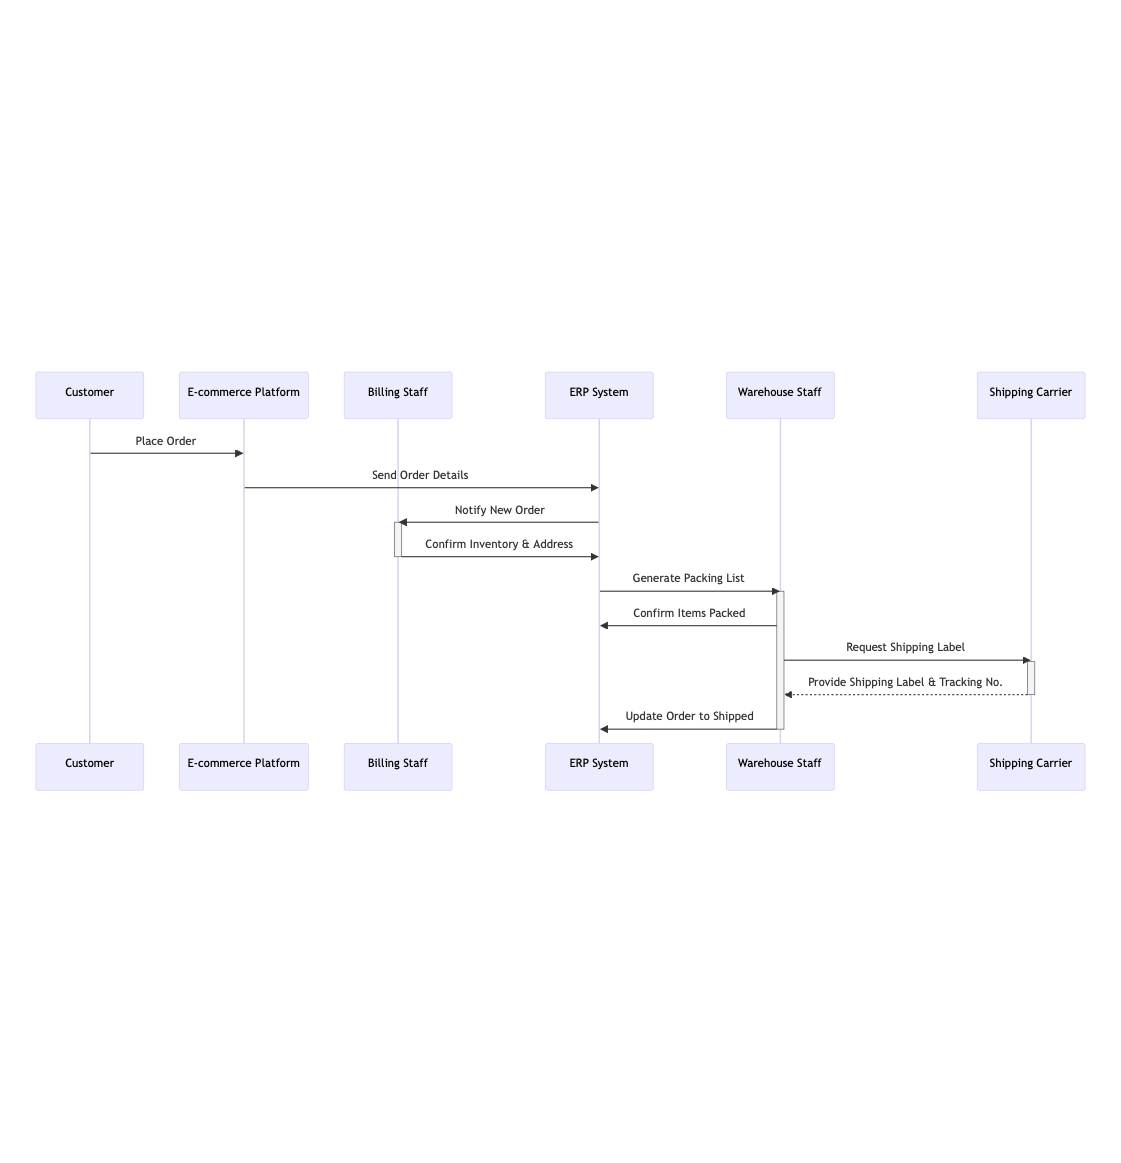 Customer
E-commerce Platform
Billing Staff
ERP System
Warehouse Staff
Shipping Carrier
Place Order
Send Order Details
Notify New Order
Confirm Inventory & Address
Generate Packing List
Confirm Items Packed
Request Shipping Label
Provide Shipping Label & Tracking No.
Update Order to Shipped
Customer
E-commerce Platform
Billing Staff
ERP System
Warehouse Staff
Shipping Carrier